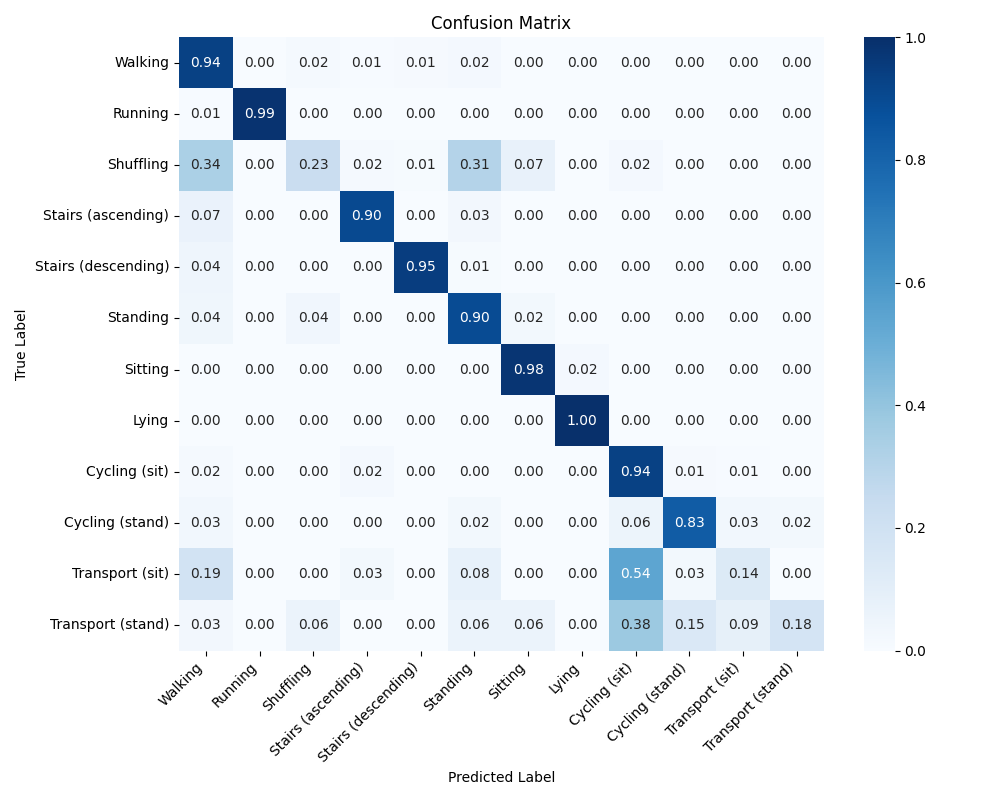 Confusion Matrix
True Label
Walking 0.94 0.00 0.02 0.01 0.01 0.02 0.00 0.00 0.00 0.00 0.00 0.00
Running 0.01 0.99 0.00 0.00 0.00 0.00 0.00 0.00 0.00 0.00 0.00 0.00
Shuffling 0.34 0.00 0.23 0.02 0.01 0.31 0.07 0.00 0.02 0.00 0.00 0.00
Stairs (ascending) 0.07 0.00 0.00 0.90 0.00 0.03 0.00 0.00 0.00 0.00 0.00 0.00
Stairs (descending) 0.04 0.00 0.00 0.00 0.95 0.01 0.00 0.00 0.00 0.00 0.00 0.00
Standing 0.04 0.00 0.04 0.00 0.00 0.90 0.02 0.00 0.00 0.00 0.00 0.00
Sitting 0.00 0.00 0.00 0.00 0.00 0.00 0.98 0.02 0.00 0.00 0.00 0.00
Lying 0.00 0.00 0.00 0.00 0.00 0.00 0.00 1.00 0.00 0.00 0.00 0.00
Cycling (sit) 0.02 0.00 0.00 0.02 0.00 0.00 0.00 0.00 0.94 0.01 0.01 0.00
Cycling (stand) 0.03 0.00 0.00 0.00 0.00 0.02 0.00 0.00 0.06 0.83 0.03 0.02
Transport (sit) 0.19 0.00 0.00 0.03 0.00 0.08 0.00 0.00 0.54 0.03 0.14 0.00
Transport (stand) 0.03 0.00 0.06 0.00 0.00 0.06 0.06 0.00 0.38 0.15 0.09 0.18
Walking
Running
Shuffling
Stairs (ascending)
Stairs (descending)
Standing
Sitting
Lying
Cycling (sit)
Cycling (stand)
Transport (sit)
Transport (stand)
Predicted Label
1.0
0.8
0.6
0.4
0.2
0.0